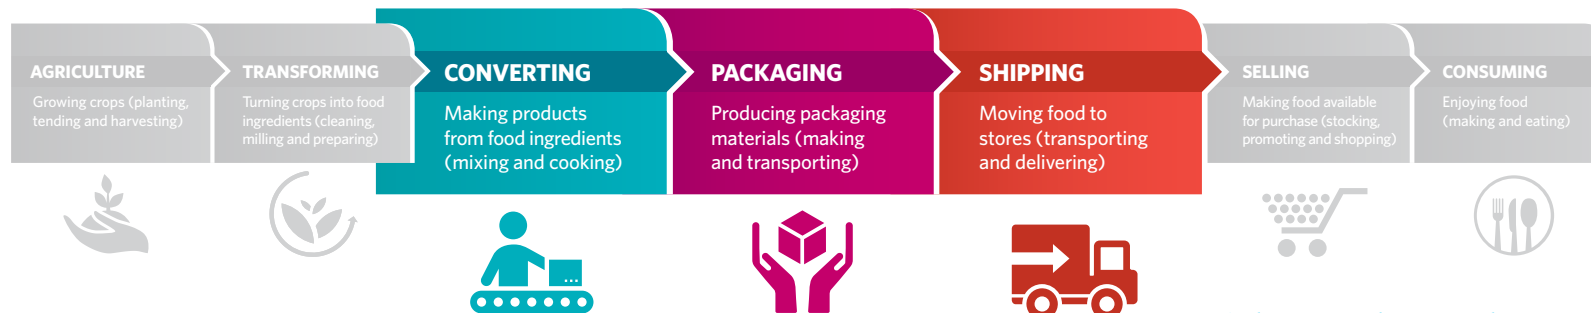 AGRICULTURE
Growing crops (planting,
tending and harvesting)
TRANSFORMING
Turning crops into food
ingredients (cleaning,
milling and preparing)
CONVERTING
Making products
from food ingredients
(mixing and cooking)
PACKAGING
Producing packaging
materials (making
and transporting)
SHIPPING
Moving food to
stores (transporting
and delivering)
SELLING
Making food available
for purchase (stocking,
promoting and shopping)
CONSUMING
Enjoying food
(making and eating)